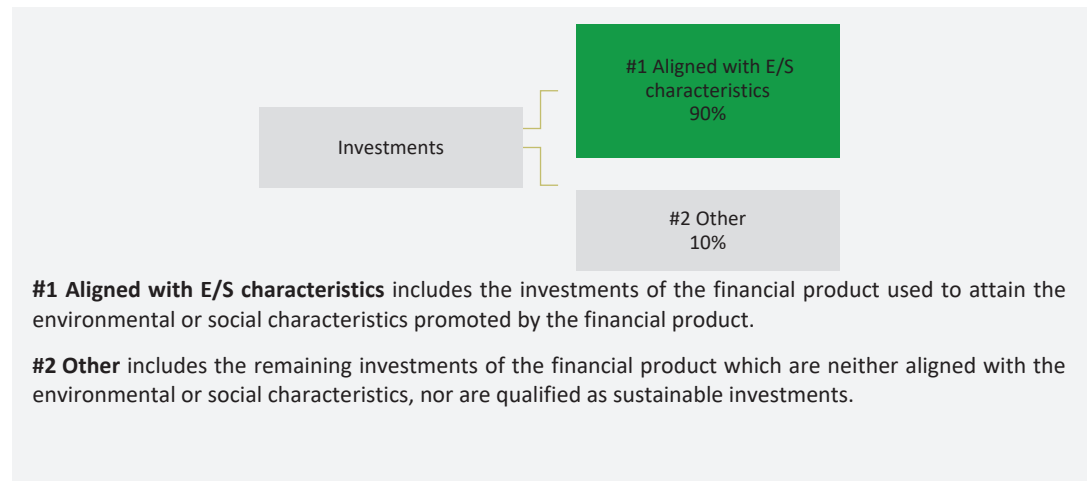 #1 Aligned with E/S
characteristics
90%
Investments
#2 Other
10%
#1 Aligned with E/S characteristics includes the investments of the financial product used to attain the
environmental or social characteristics promoted by the financial product.
#2 Other includes the remaining investments of the financial product which are neither aligned with the
environmental or social characteristics, nor are qualified as sustainable investments.